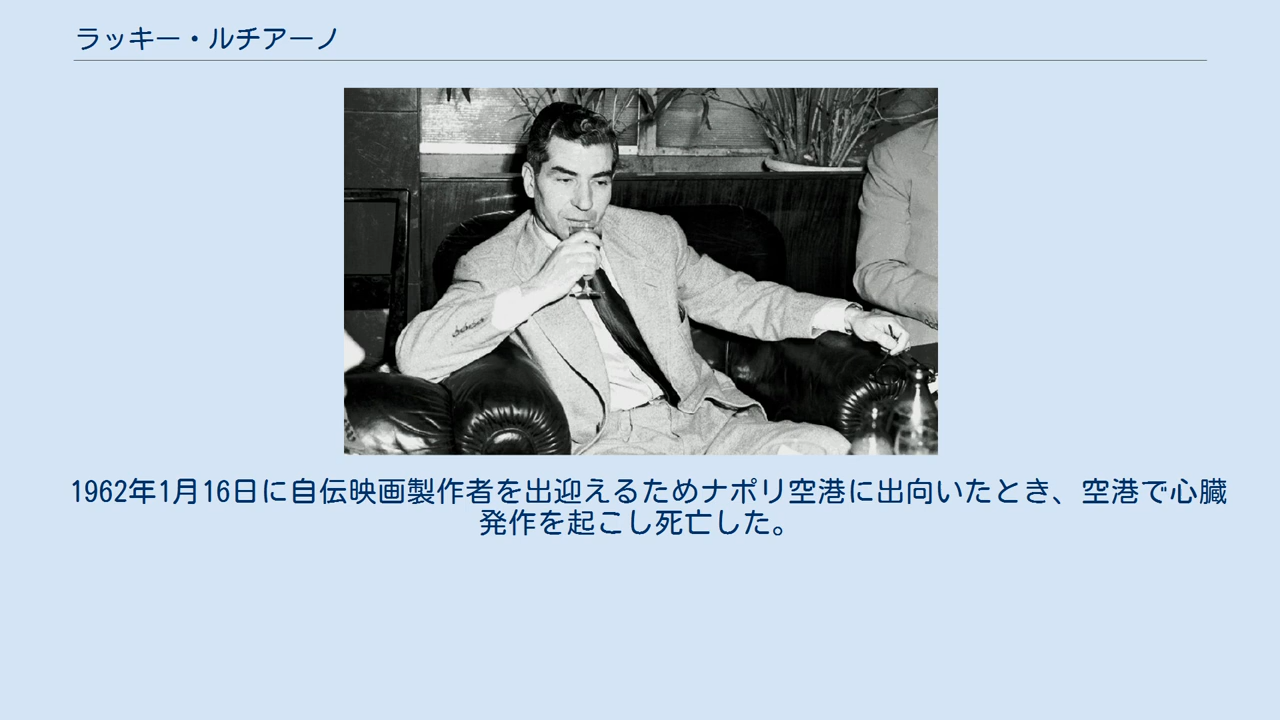 ラッキー・ルチアーノ
1962年1月16日に自伝映画製作者を出迎えるためナポリ空港に出向いたとき、空港で心臓
発作を起こし死亡した。